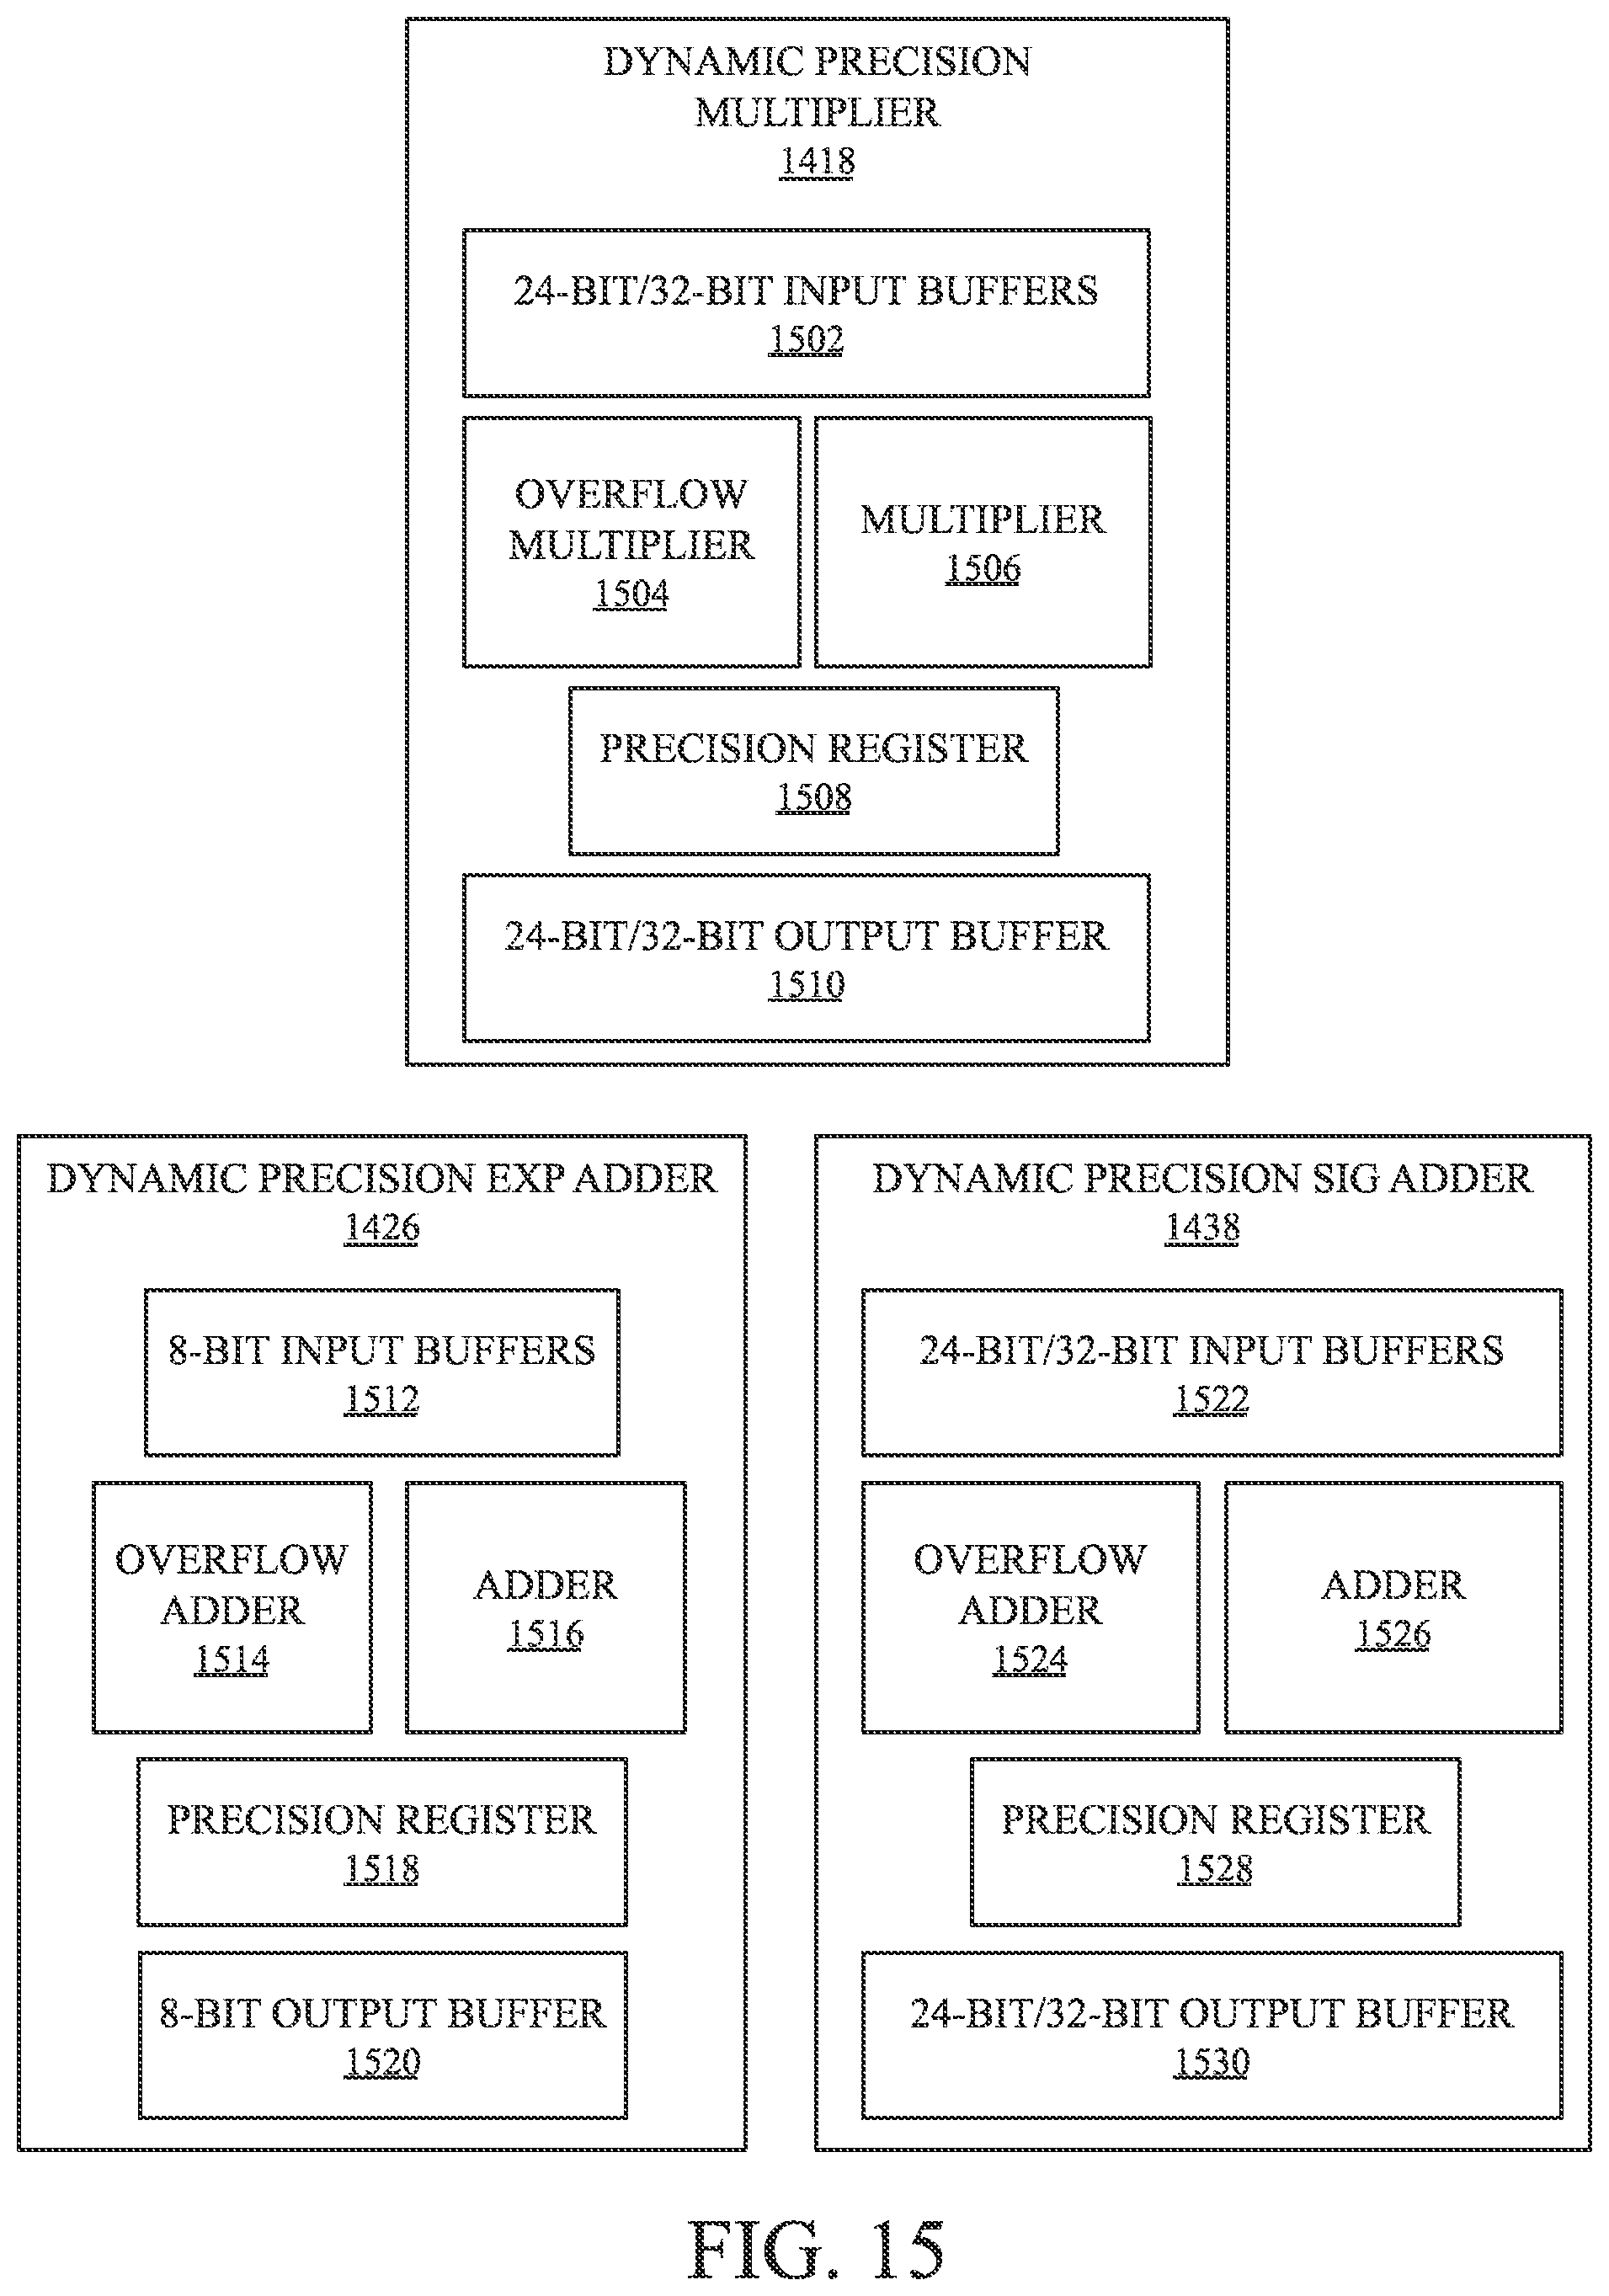 DYNAMIC PRECISION
MULTIPLIER
1418
24-BIT/32-BIT INPUT BUFFERS
1502
OVERFLOW
MULTIPLIER
1504
MULTIPLIER
1506
PRECISION REGISTER
1508
24-BIT/32-BIT OUTPUT BUFFER
1510
DYNAMIC PRECISION EXP ADDER
1426
8-BIT INPUT BUFFERS
1512
OVERFLOW
ADDER
1514
ADDER
1516
PRECISION REGISTER
1518
8-BIT OUTPUT BUFFER
1520
DYNAMIC PRECISION SIG ADDER
1438
24-BIT/32-BIT INPUT BUFFERS
1522
OVERFLOW
ADDER
1524
ADDER
1526
PRECISION REGISTER
1528
24-BIT/32-BIT OUTPUT BUFFER
1530
FIG. 15